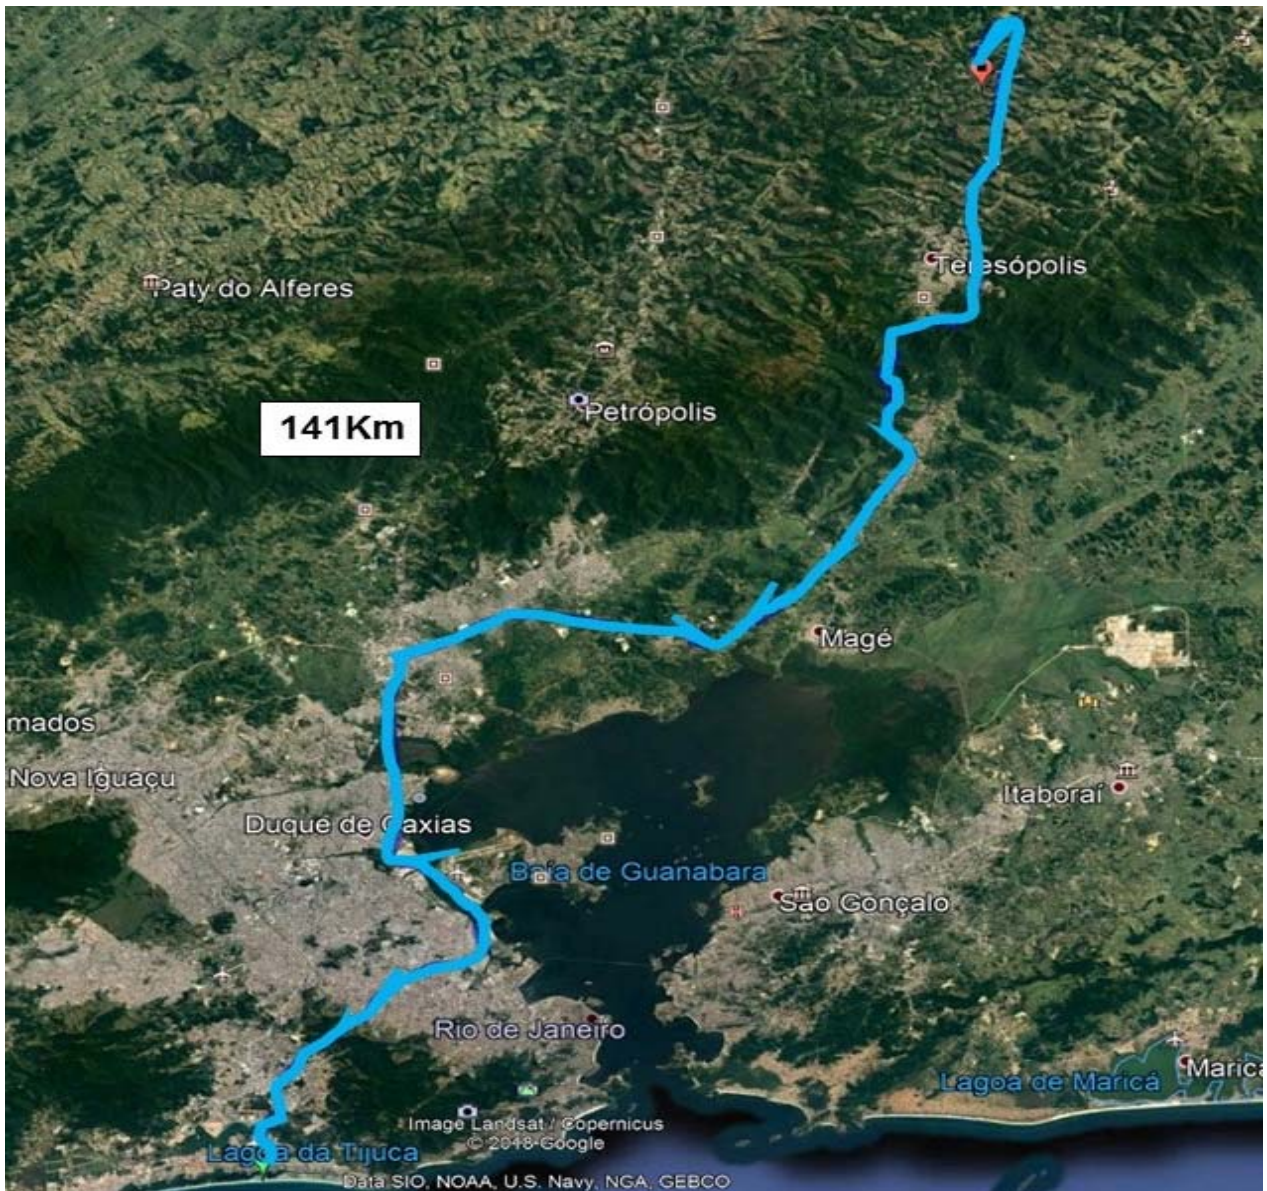 Teresópolis
Paty do Alferes
Petrópolis
141Km
Magé
mados
Nova Iguaçu
Itaboraí
Duque de Caxias
Baía de Guanabara
São Gonçalo
Rio de Janeiro
Maricá
Lagoa de Maricá
Image Landsat / Copernicus
© 2018 Google
Lagoa da Tijuca
Data SIO, NOAA, U.S. Navy, NGA, GEBCO